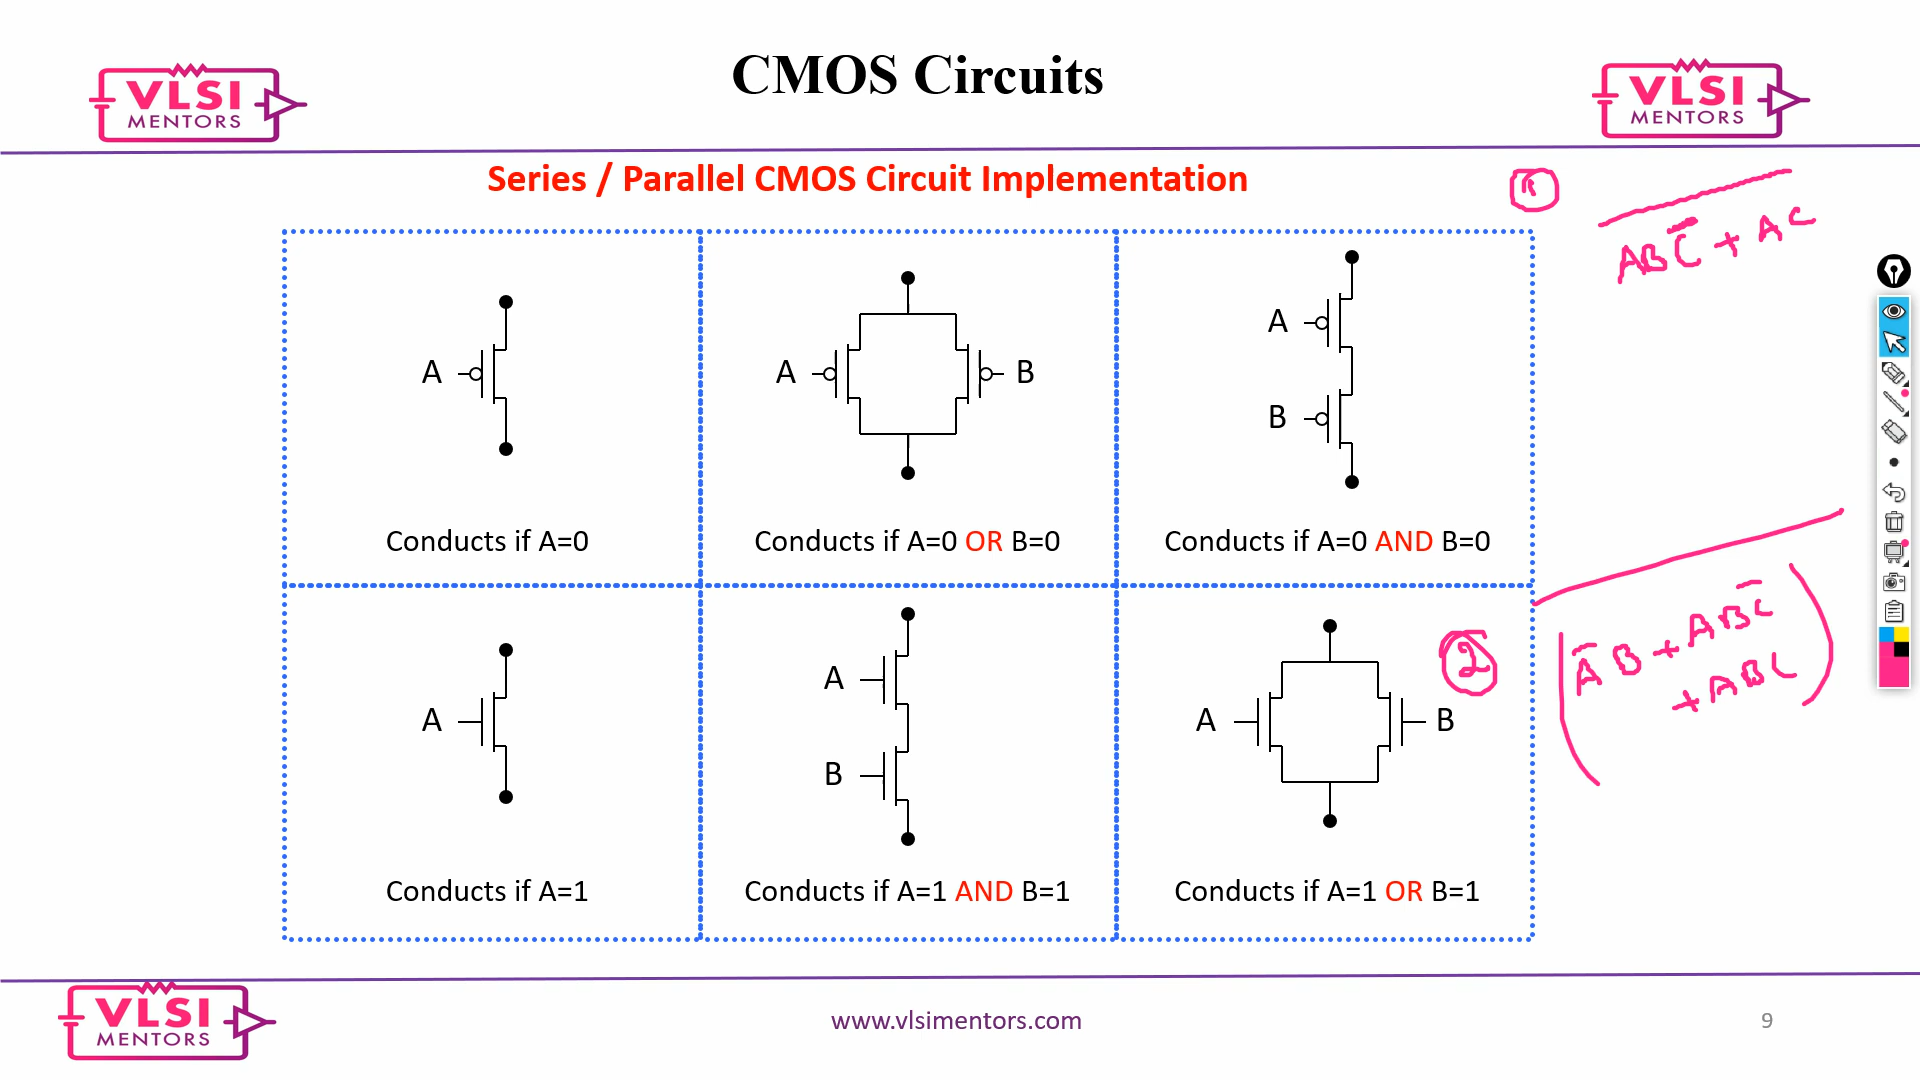 CMOS Circuits
VLSI
MENTORS
VLSI
MENTORS
Series / Parallel CMOS Circuit Implementation
①
ABC̅ + AC
A
A
B
A
B
Conducts if A=0
Conducts if A=0 OR B=0
Conducts if A=0 AND B=0
A
A
B
A
B
②
(A̅B + ABC̅
+ ABC)
Conducts if A=1
Conducts if A=1 AND B=1
Conducts if A=1 OR B=1
VLSI
MENTORS
www.vlsimentors.com
9